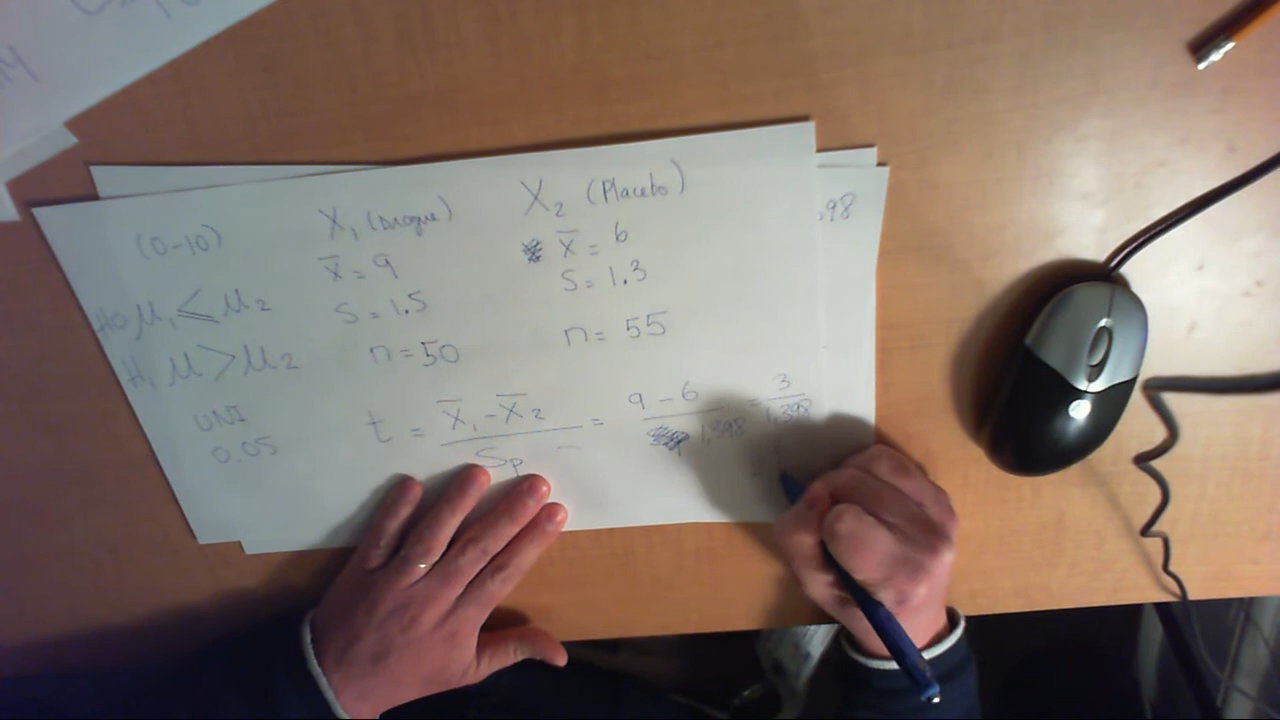 (0-10)
X₁ (Drogue)
x̄ = 9
S = 1.5
n = 50
X₂ (Placebo)
x̄ = 6
S = 1.3
n = 55
H0 μ₁ ≤ μ₂
H₁ μ > μ₂
UNI
0.05
t = X̄₁ - X̄₂ / Sp = 9 - 6 / 1,398 = 3 / 1,398
,98